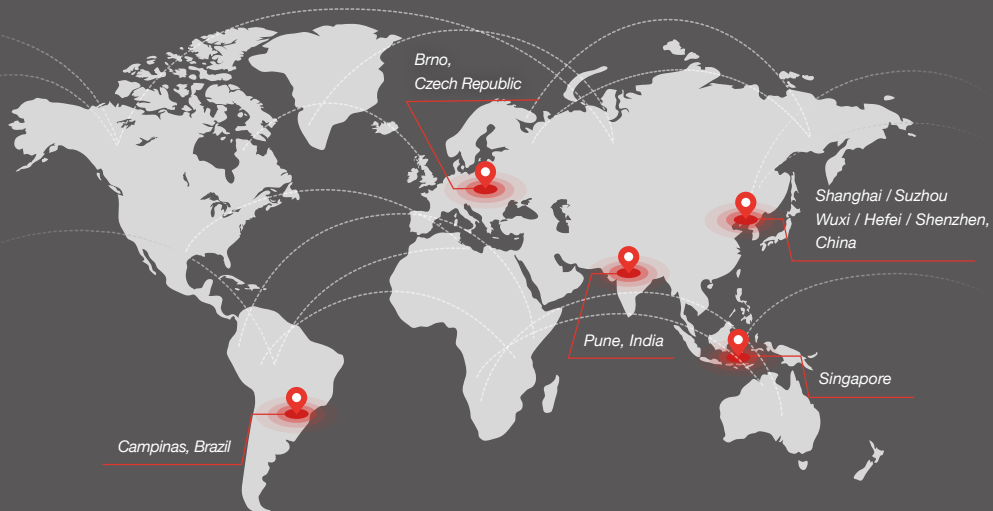 Brno,
Czech Republic
Shanghai / Suzhou
Wuxi / Hefei / Shenzhen,
China
Pune, India
Singapore
Campinas, Brazil